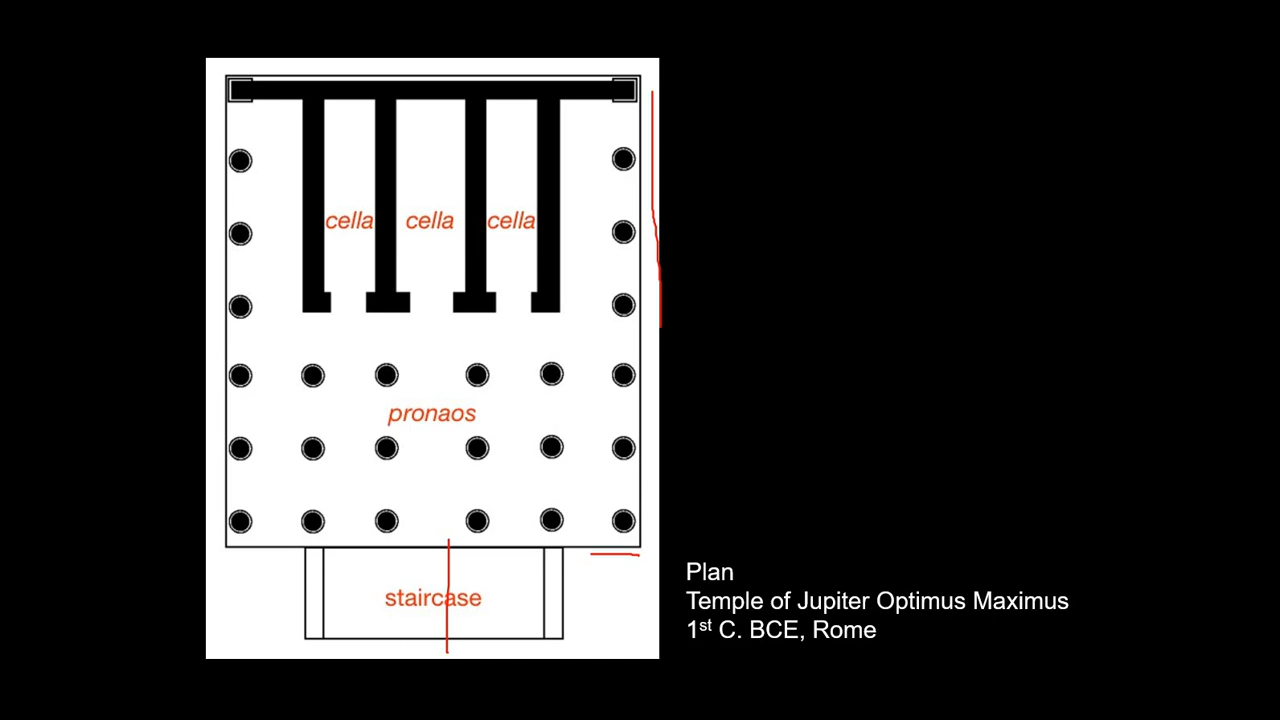 cella cella cella
pronaos
staircase
Plan
Temple of Jupiter Optimus Maximus
1st C. BCE, Rome